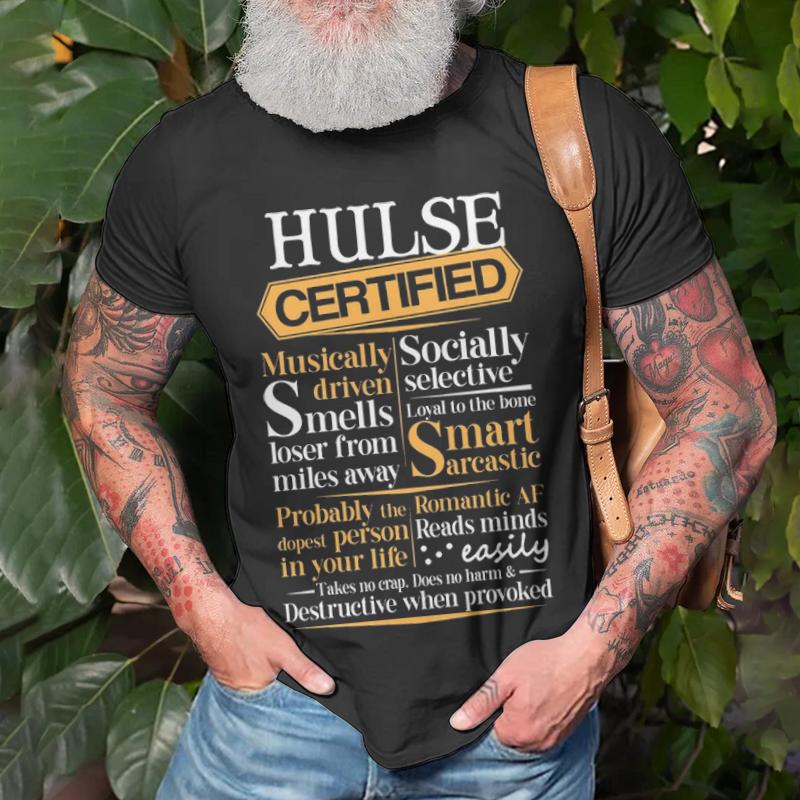 HULSE
CERTIFIED
Musically
driven
Smells
loser from
miles away
Socially
selective
Loyal to the bone
Smart
Sarcastic
Probably the
dopest person
in your life
Romantic AF
Reads minds
easily
Takes no crap. Does no harm &
Destructive when provoked
Estuardo